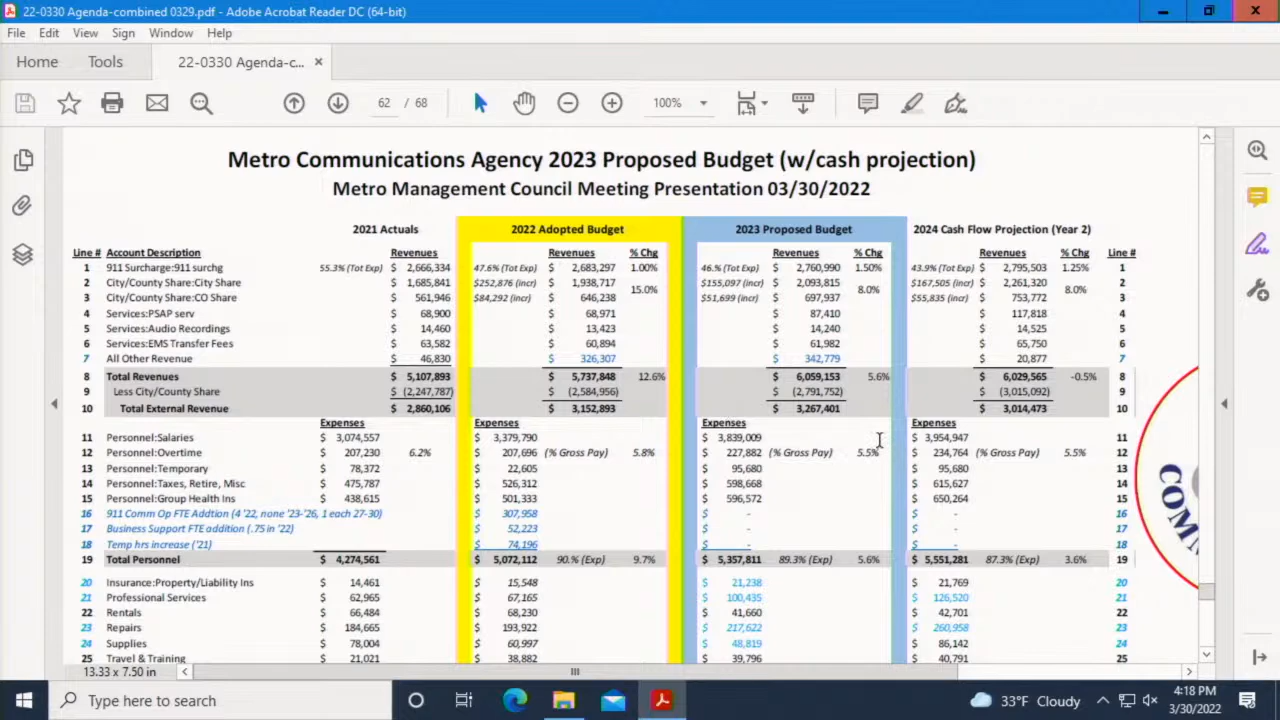 22-0330 Agenda-combined 0329.pdf - Adobe Acrobat Reader DC (64-bit)
File Edit View Sign Window Help
Home Tools 22-0330 Agenda-c... ×
62 / 68 100%
Metro Communications Agency 2023 Proposed Budget (w/cash projection)
Metro Management Council Meeting Presentation 03/30/2022
2021 Actuals 2022 Adopted Budget 2023 Proposed Budget 2024 Cash Flow Projection (Year 2)
Line # Account Description Revenues Revenues % Chg Revenues % Chg Revenues % Chg Line #
1 911 Surcharge:911 surchg 55.3% (Tot Exp) $ 2,666,334 47.6% (Tot Exp) $ 2,683,297 1.00% 46.% (Tot Exp) $ 2,760,990 1.50% 43.9% (Tot Exp) $ 2,795,503 1.25% 1
2 City/County Share:City Share $ 1,685,841 $252,876 (incr) $ 1,938,717 15.0% $155,097 (incr) $ 2,093,815 8.0% $167,505 (incr) $ 2,261,320 8.0% 2
3 City/County Share:CO Share $ 561,946 $84,292 (incr) $ 646,238 $51,699 (incr) $ 697,937 $55,835 (incr) $ 753,772 3
4 Services:PSAP serv $ 68,900 $ 68,971 $ 87,410 $ 117,818 4
5 Services:Audio Recordings $ 14,460 $ 13,423 $ 14,240 $ 14,525 5
6 Services:EMS Transfer Fees $ 63,582 $ 60,894 $ 61,982 $ 65,750 6
7 All Other Revenue $ 46,830 $ 326,307 $ 342,779 $ 20,877 7
8 Total Revenues $ 5,107,893 $ 5,737,848 12.6% $ 6,059,153 5.6% $ 6,029,565 -0.5% 8
9 Less City/County Share $ (2,247,787) $ (2,584,956) $ (2,791,752) $ (3,015,092) 9
10 Total External Revenue $ 2,860,106 $ 3,152,893 $ 3,267,401 $ 3,014,473 10
Expenses Expenses Expenses Expenses
11 Personnel:Salaries $ 3,074,557 $ 3,379,790 $ 3,839,009 $ 3,954,947 11
12 Personnel:Overtime $ 207,230 6.2% $ 207,696 (% Gross Pay) 5.8% $ 227,882 (% Gross Pay) 5.5% $ 234,764 (% Gross Pay) 5.5% 12
13 Personnel:Temporary $ 78,372 $ 22,605 $ 95,680 $ 95,680 13
14 Personnel:Taxes, Retire, Misc $ 475,787 $ 526,312 $ 598,668 $ 615,627 14
15 Personnel:Group Health Ins $ 438,615 $ 501,333 $ 596,572 $ 650,264 15
16 911 Comm Op FTE Addtion (4 '22, none '23-'26, 1 each 27-30) $ 307,958 $ - $ - 16
17 Business Support FTE addition (.75 in '22) $ 52,223 $ - $ - 17
18 Temp hrs increase ('21) $ 74,196 $ - $ - 18
19 Total Personnel $ 4,274,561 $ 5,072,112 90.% (Exp) 9.7% $ 5,357,811 89.3% (Exp) 5.6% $ 5,551,281 87.3% (Exp) 3.6% 19
20 Insurance:Property/Liability Ins $ 14,461 $ 15,548 $ 21,238 $ 21,769 20
21 Professional Services $ 62,965 $ 67,165 $ 100,435 $ 126,520 21
22 Rentals $ 66,484 $ 68,230 $ 41,660 $ 42,701 22
23 Repairs $ 184,665 $ 193,922 $ 217,622 $ 260,958 23
24 Supplies $ 78,004 $ 60,997 $ 48,819 $ 86,142 24
25 Travel & Training $ 21,021 $ 38,882 $ 39,796 $ 40,791 25
COMM
13.33 x 7.50 in
Type here to search 33°F Cloudy 4:18 PM
3/30/2022